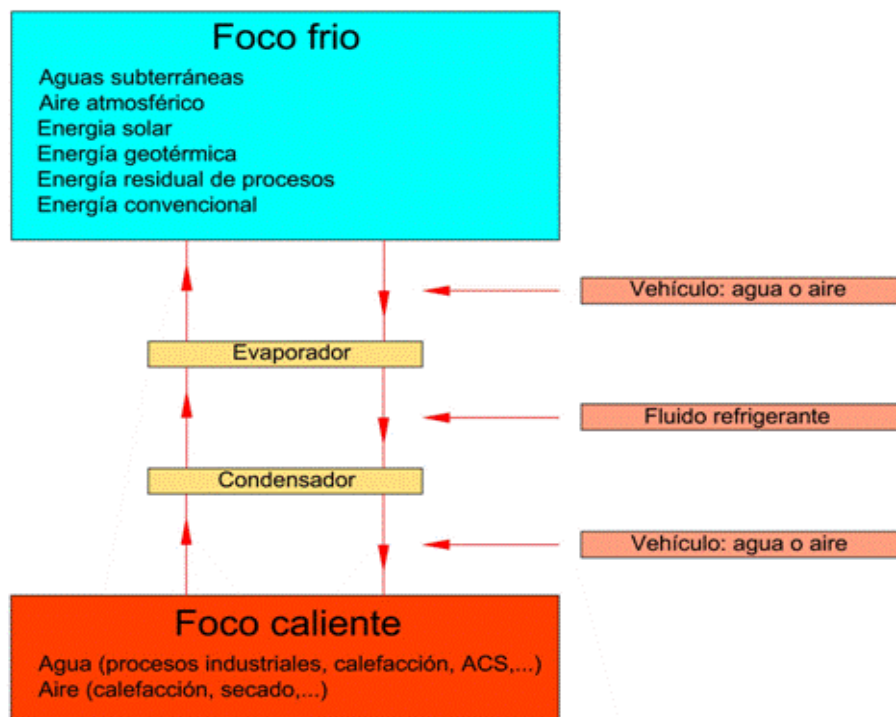 Foco frio
Aguas subterráneas
Aire atmosférico
Energia solar
Energía geotérmica
Energía residual de procesos
Energía convencional
Vehículo: agua o aire
Evaporador
Fluido refrigerante
Condensador
Vehículo: agua o aire
Foco caliente
Agua (procesos industriales, calefacción, ACS,...)
Aire (calefacción, secado,...)